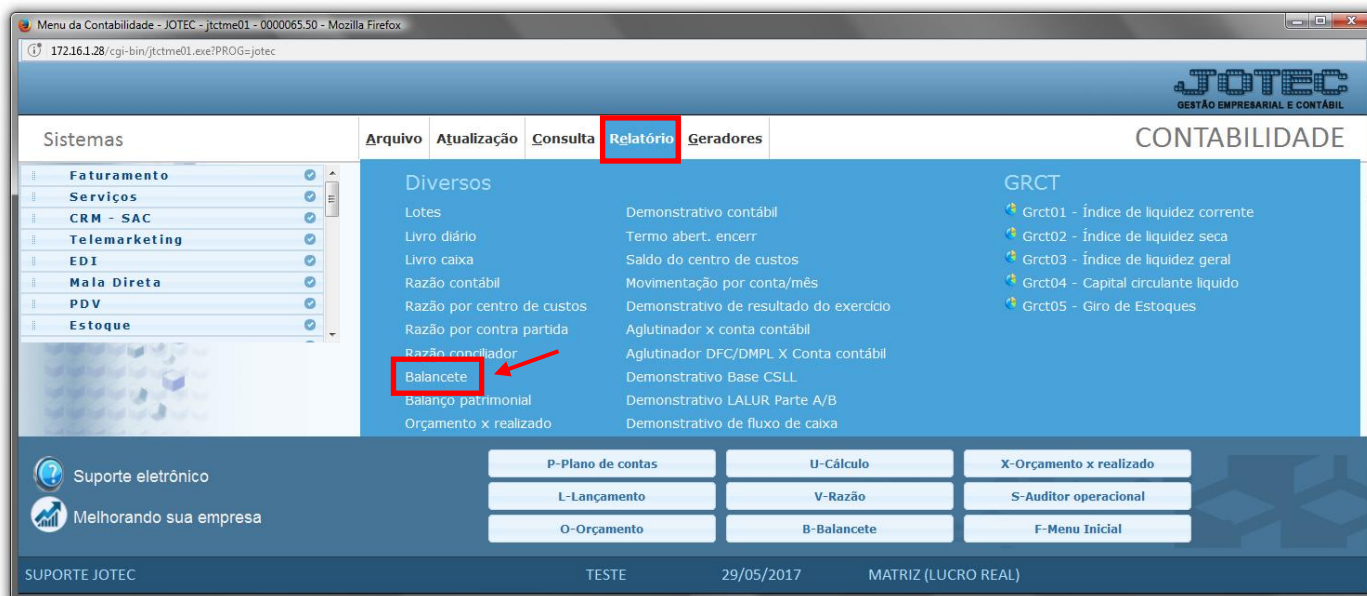 Menu da Contabilidade - JOTEC - jtctme01 - 0000065.50 - Mozilla Firefox
172.16.1.28/cgi-bin/jtctme01.exe?PROG=jotec
JOTEC
GESTÃO EMPRESARIAL E CONTÁBIL
Sistemas
Arquivo Atualização Consulta Relatório Geradores
CONTABILIDADE
Faturamento
Serviços
CRM - SAC
Telemarketing
EDI
Mala Direta
PDV
Estoque
Diversos
Lotes
Livro diário
Livro caixa
Razão contábil
Razão por centro de custos
Razão por contra partida
Razão conciliador
Balancete
Balanço patrimonial
Orçamento x realizado
Demonstrativo contábil
Termo abert. encerr
Saldo do centro de custos
Movimentação por conta/mês
Demonstrativo de resultado do exercício
Aglutinador x conta contábil
Aglutinador DFC/DMPL X Conta contábil
Demonstrativo Base CSLL
Demonstrativo LALUR Parte A/B
Demonstrativo de fluxo de caixa
GRCT
Grct01 - Índice de liquidez corrente
Grct02 - Índice de liquidez seca
Grct03 - Índice de liquidez geral
Grct04 - Capital circulante liquido
Grct05 - Giro de Estoques
Suporte eletrônico
Melhorando sua empresa
P-Plano de contas U-Cálculo X-Orçamento x realizado
L-Lançamento V-Razão S-Auditor operacional
O-Orçamento B-Balancete F-Menu Inicial
SUPORTE JOTEC TESTE 29/05/2017 MATRIZ (LUCRO REAL)